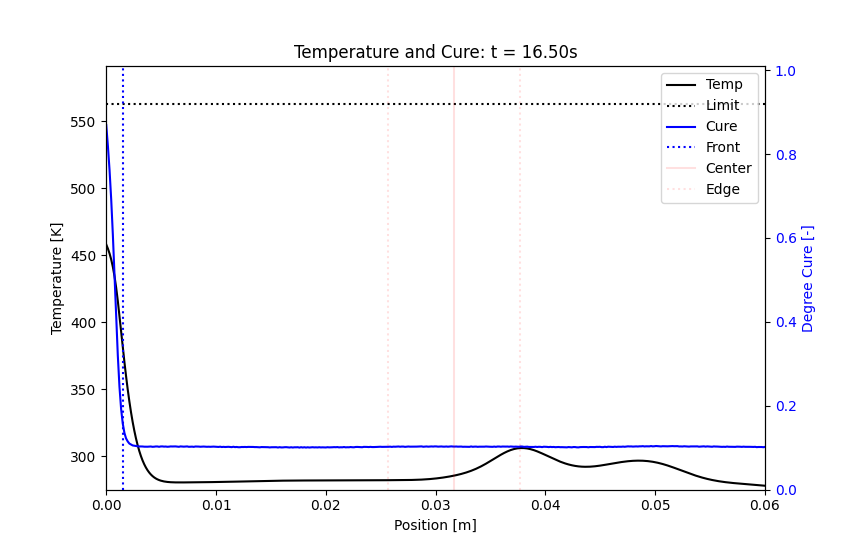 Temperature and Cure: t = 16.50s
Temperature [K]
550
500
450
400
350
300
Temp
Limit
Cure
Front
Center
Edge
1.0
0.8
0.6
0.4
0.2
0.0
Degree Cure [-]
0.00
0.01
0.02
0.03
0.04
0.05
0.06
Position [m]